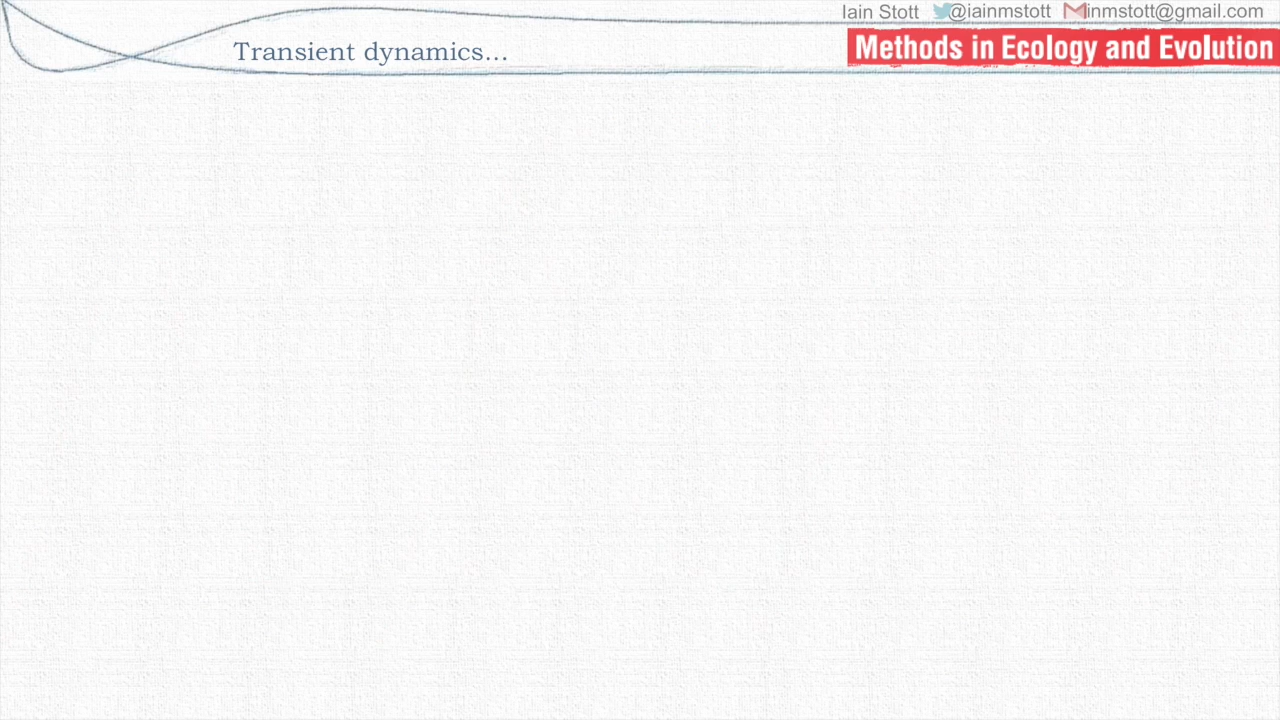 Iain Stott @iainmstott inmstott@gmail.com
Transient dynamics...
Methods in Ecology and Evolution